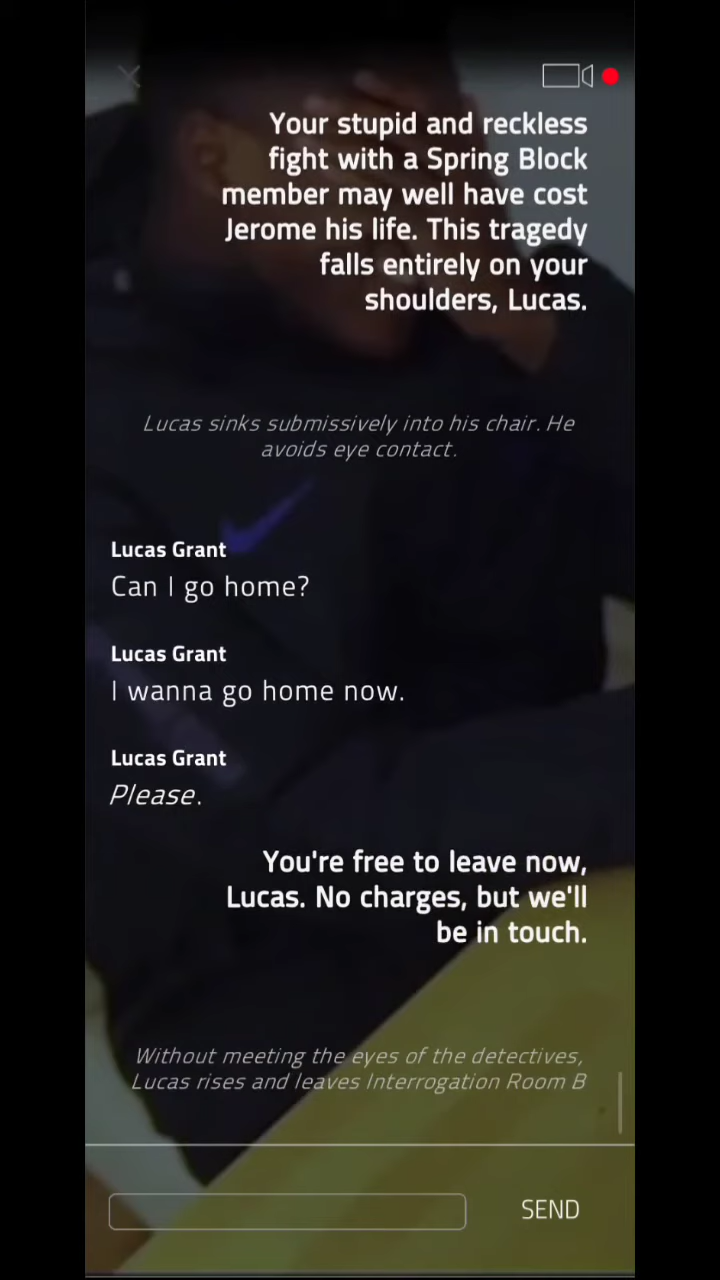 Your stupid and reckless
fight with a Spring Block
member may well have cost
Jerome his life. This tragedy
falls entirely on your
shoulders, Lucas.
Lucas sinks submissively into his chair. He
avoids eye contact.
Lucas Grant
Can I go home?
Lucas Grant
I wanna go home now.
Lucas Grant
Please.
You're free to leave now,
Lucas. No charges, but we'll
be in touch.
Without meeting the eyes of the detectives,
Lucas rises and leaves Interrogation Room B
SEND